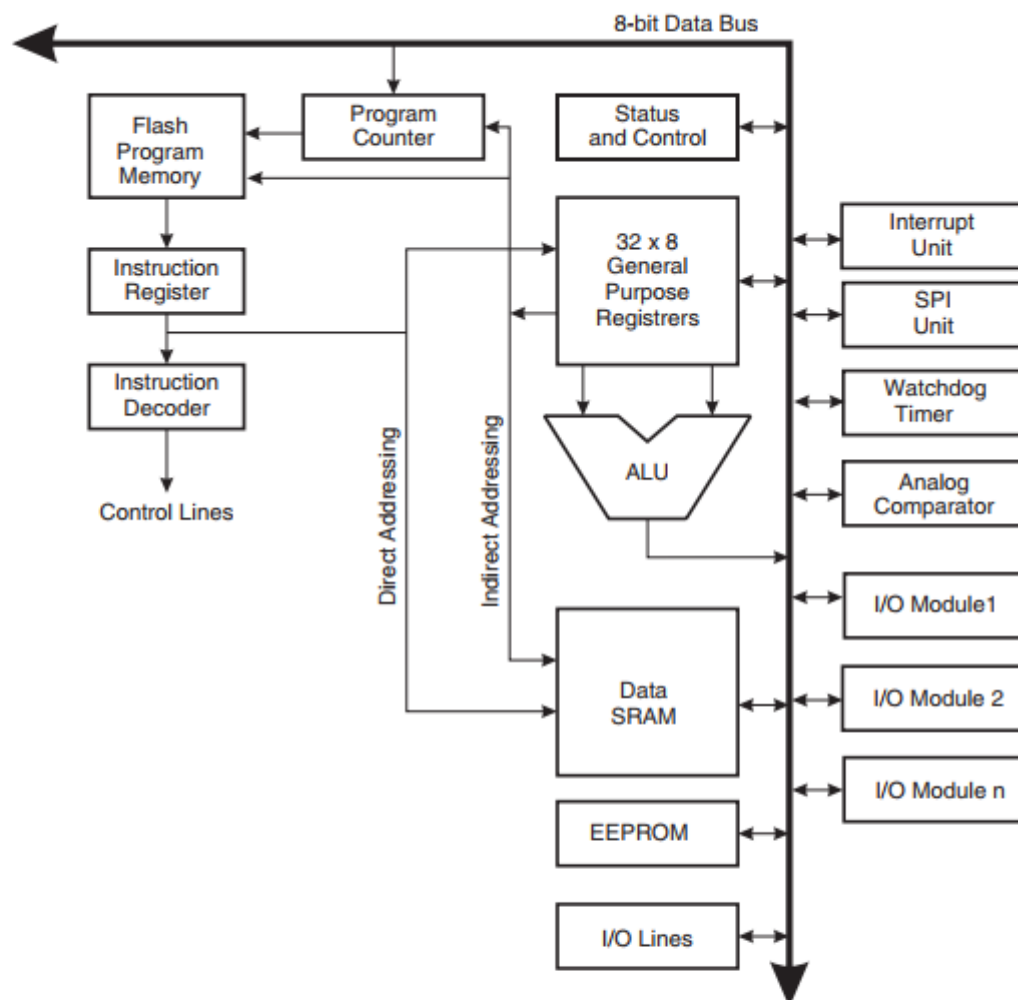 8-bit Data Bus
Flash
Program
Memory
Program
Counter
Status
and Control
Instruction
Register
32 x 8
General
Purpose
Registrers
Interrupt
Unit
SPI
Unit
Instruction
Decoder
Watchdog
Timer
Control Lines
Direct Addressing
Indirect Addressing
ALU
Analog
Comparator
I/O Module1
Data
SRAM
I/O Module 2
I/O Module n
EEPROM
I/O Lines